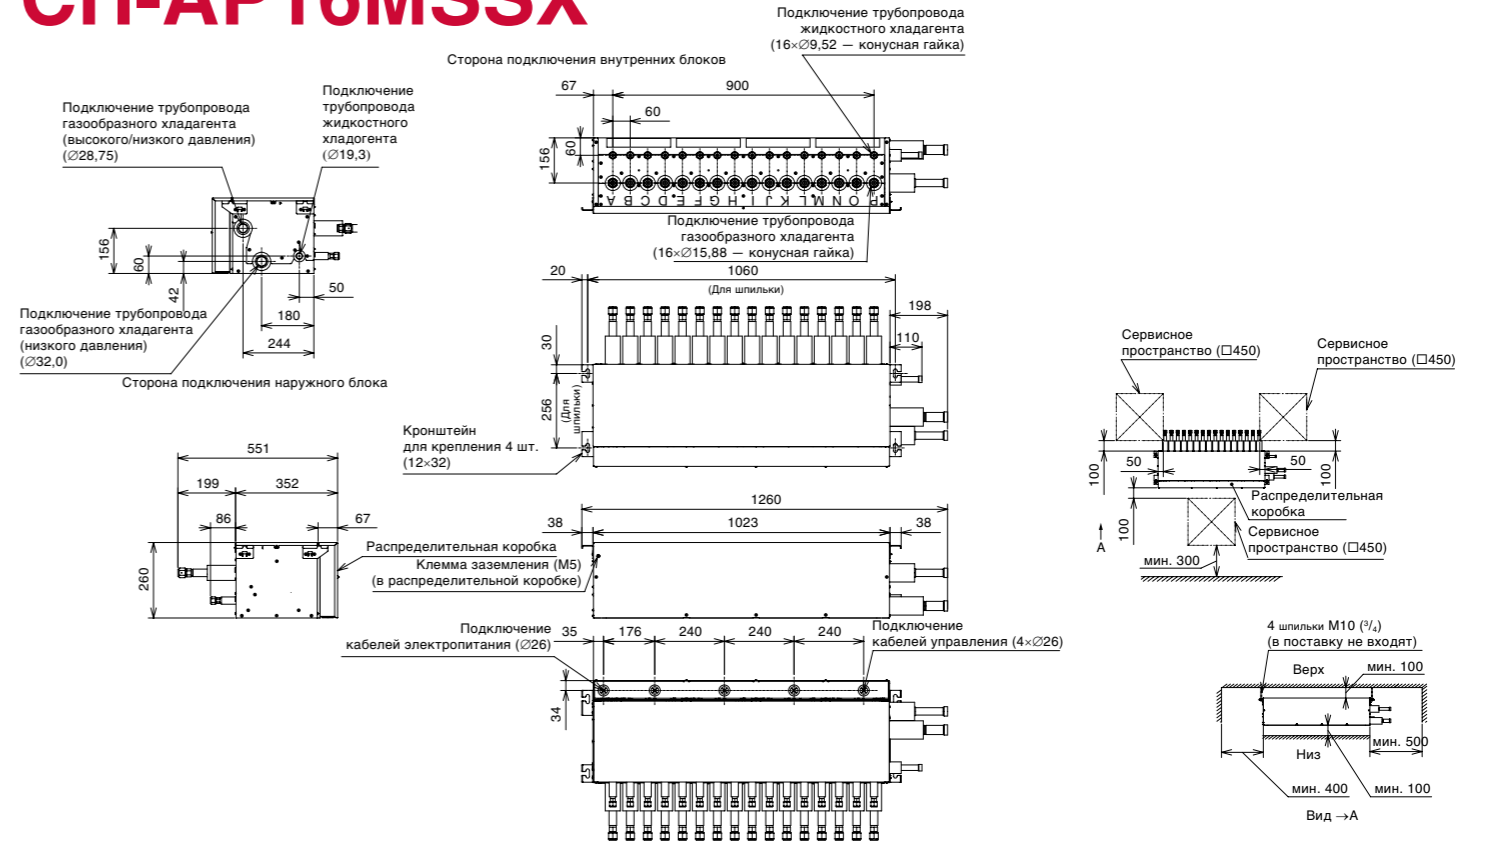 CH-AP16MSSX
Подключение трубопровода
жидкостного хладагента
(16×∅9,52 — конусная гайка)
Сторона подключения внутренних блоков
67
900
60
60
156
A B C D E F G H I J K L M N O P
Подключение трубопровода
газообразного хладагента
(16×∅15,88 — конусная гайка)
Подключение трубопровода
газообразного хладагента
(высокого/низкого давления)
(∅28,75)
Подключение
трубопровода
жидкостного
хладогента
(∅19,3)
156
60
42
50
180
244
Подключение трубопровода
газообразного хладагента
(низкого давления)
(∅32,0)
Сторона подключения наружного блока
20
1060
(Для шпильки)
198
110
30
256
(Для
шпильки)
Кронштейн
для крепления 4 шт.
(12×32)
551
199
352
86
67
260
Распределительная коробка
Клемма заземления (M5)
(в распределительной коробке)
1260
38
1023
38
Подключение
кабелей электропитания (∅26)
35
176
240
240
240
Подключение
кабелей управления (4×∅26)
34
Сервисное
пространство (□450)
Сервисное
пространство (□450)
100
50
50
100
100
Распределительная
коробка
Сервисное
пространство (□450)
A
мин. 300
4 шпильки M10 (³/₄)
(в поставку не входят)
Верх
мин. 100
Низ
мин. 500
мин. 400
мин. 100
Вид →A